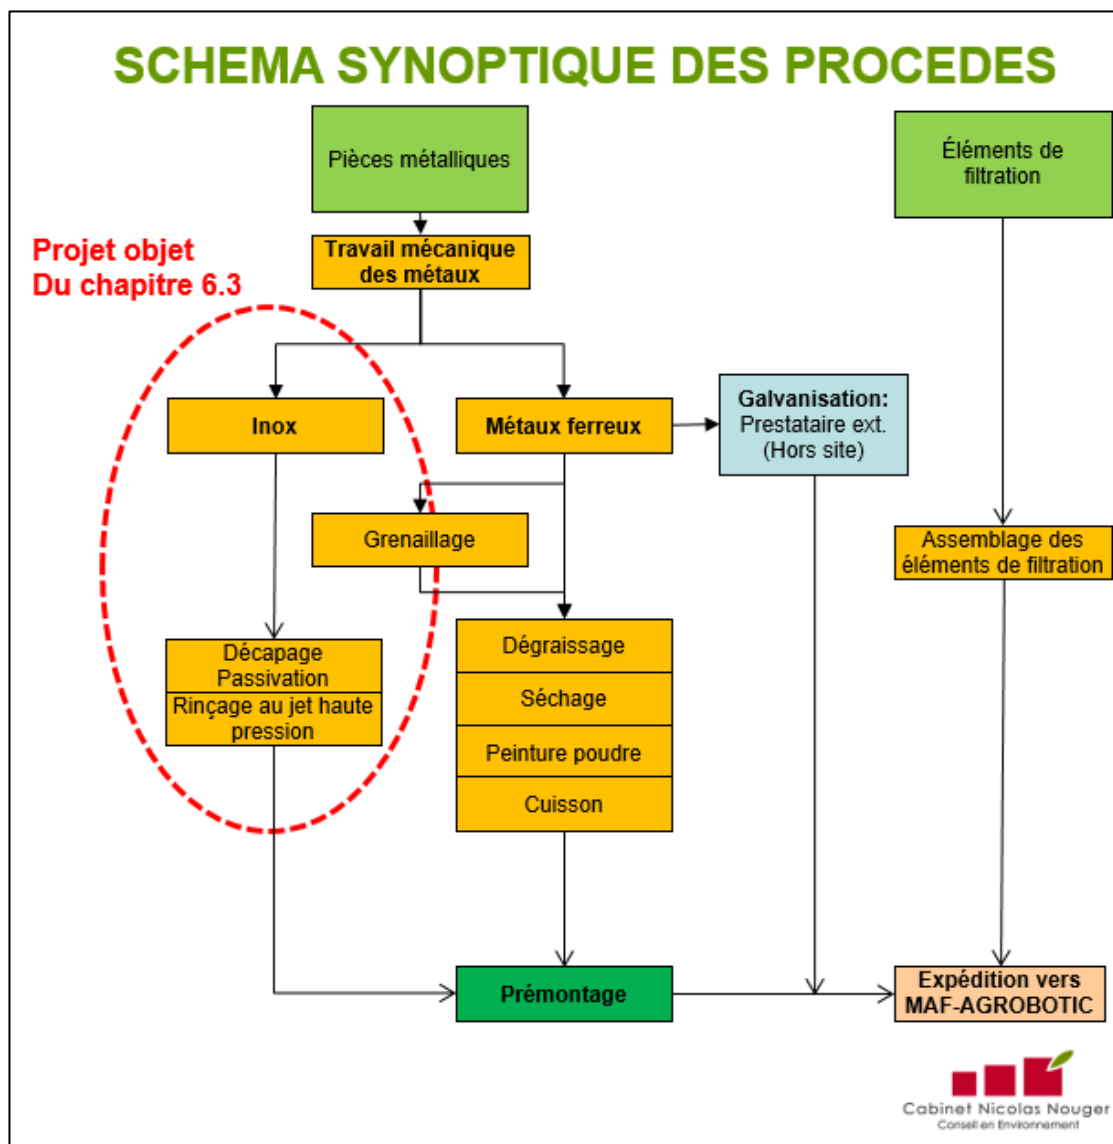 SCHEMA SYNOPTIQUE DES PROCEDES
Pièces métalliques
Éléments de
filtration
Projet objet
Du chapitre 6.3
Travail mécanique
des métaux
Inox
Métaux ferreux
Galvanisation:
Prestataire ext.
(Hors site)
Grenaillage
Assemblage des
éléments de filtration
Décapage
Passivation
Rinçage au jet haute
pression
Dégraissage
Séchage
Peinture poudre
Cuisson
Prémontage
Expédition vers
MAF-AGROBOTIC
Cabinet Nicolas Nouger
Conseil en Environnement